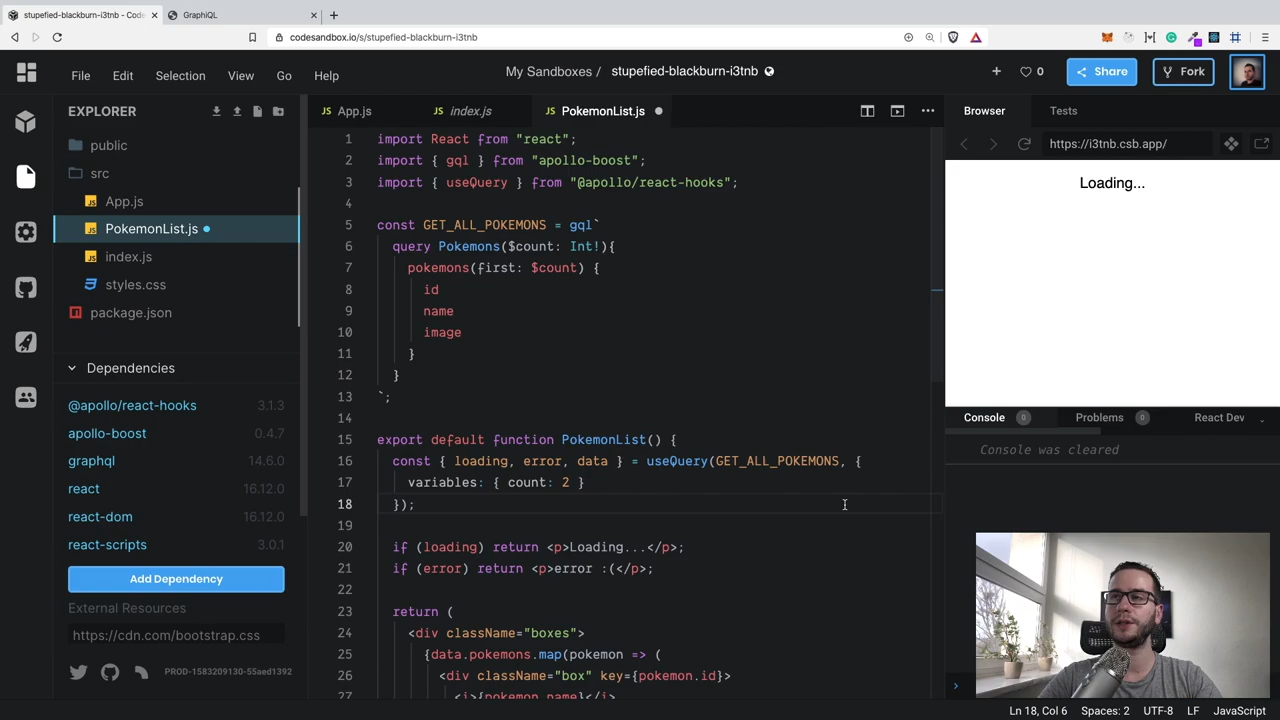 stupefied-blackburn-i3tnb - Code
GraphiQL
codesandbox.io/s/stupefied-blackburn-i3tnb
File Edit Selection View Go Help
My Sandboxes / stupefied-blackburn-i3tnb
0
Share
Fork
EXPLORER
public
src
App.js
PokemonList.js
index.js
styles.css
package.json
Dependencies
@apollo/react-hooks 3.1.3
apollo-boost 0.4.7
graphql 14.6.0
react 16.12.0
react-dom 16.12.0
react-scripts 3.0.1
Add Dependency
External Resources
https://cdn.com/bootstrap.css
PROD-1583209130-55aed1392
JS App.js JS index.js JS PokemonList.js
1 import React from "react";
2 import { gql } from "apollo-boost";
3 import { useQuery } from "@apollo/react-hooks";
4
5 const GET_ALL_POKEMONS = gql`
6 query Pokemons($count: Int!){
7 pokemons(first: $count) {
8 id
9 name
10 image
11 }
12 }
13 `;
14
15 export default function PokemonList() {
16 const { loading, error, data } = useQuery(GET_ALL_POKEMONS, {
17 variables: { count: 2 }
18 });
19
20 if (loading) return <p>Loading...</p>;
21 if (error) return <p>error :(</p>;
22
23 return (
24 <div className="boxes">
25 {data.pokemons.map(pokemon => (
26 <div className="box" key={pokemon.id}>
27 <i>{pokemon.name}</i>
Browser Tests
https://i3tnb.csb.app/
Loading...
Console 0 Problems 0 React Dev
Console was cleared
Ln 18, Col 6 Spaces: 2 UTF-8 LF JavaScript